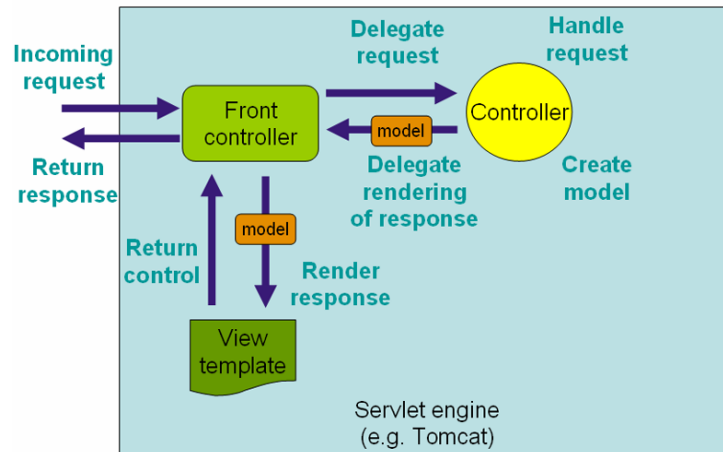 Incoming
request
Return
response
Front
controller
Delegate
request
Handle
request
Controller
model
Delegate
rendering
of response
Create
model
model
Return
control
Render
response
View
template
Servlet engine
(e.g. Tomcat)